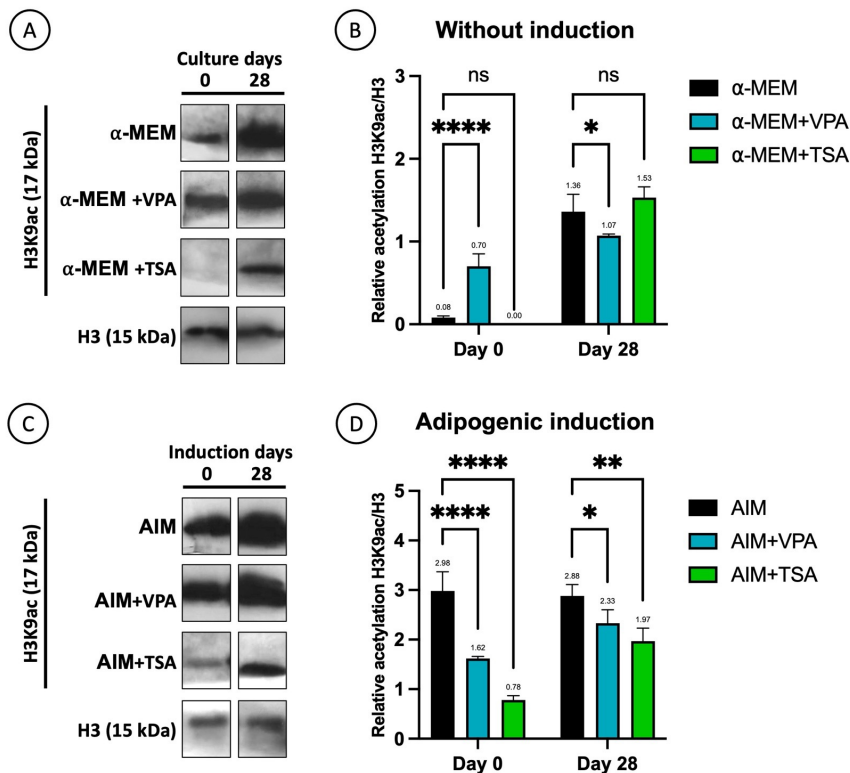 A
Culture days
0 28
H3K9ac (17 kDa)
α-MEM
α-MEM +VPA
α-MEM +TSA
H3 (15 kDa)
B
Without induction
Relative acetylation H3K9ac/H3
3
2
1
0
ns
****
0.08
0.70
0.00
ns
*
1.36
1.07
1.53
Day 0 Day 28
α-MEM
α-MEM+VPA
α-MEM+TSA
C
Induction days
0 28
H3K9ac (17 kDa)
AIM
AIM+VPA
AIM+TSA
H3 (15 kDa)
D
Adipogenic induction
Relative acetylation H3K9ac/H3
5
4
3
2
1
0
****
****
2.98
1.62
0.78
**
*
2.88
2.33
1.97
Day 0 Day 28
AIM
AIM+VPA
AIM+TSA